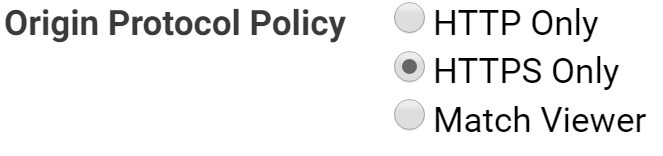 Origin Protocol Policy HTTP Only
HTTPS Only
Match Viewer